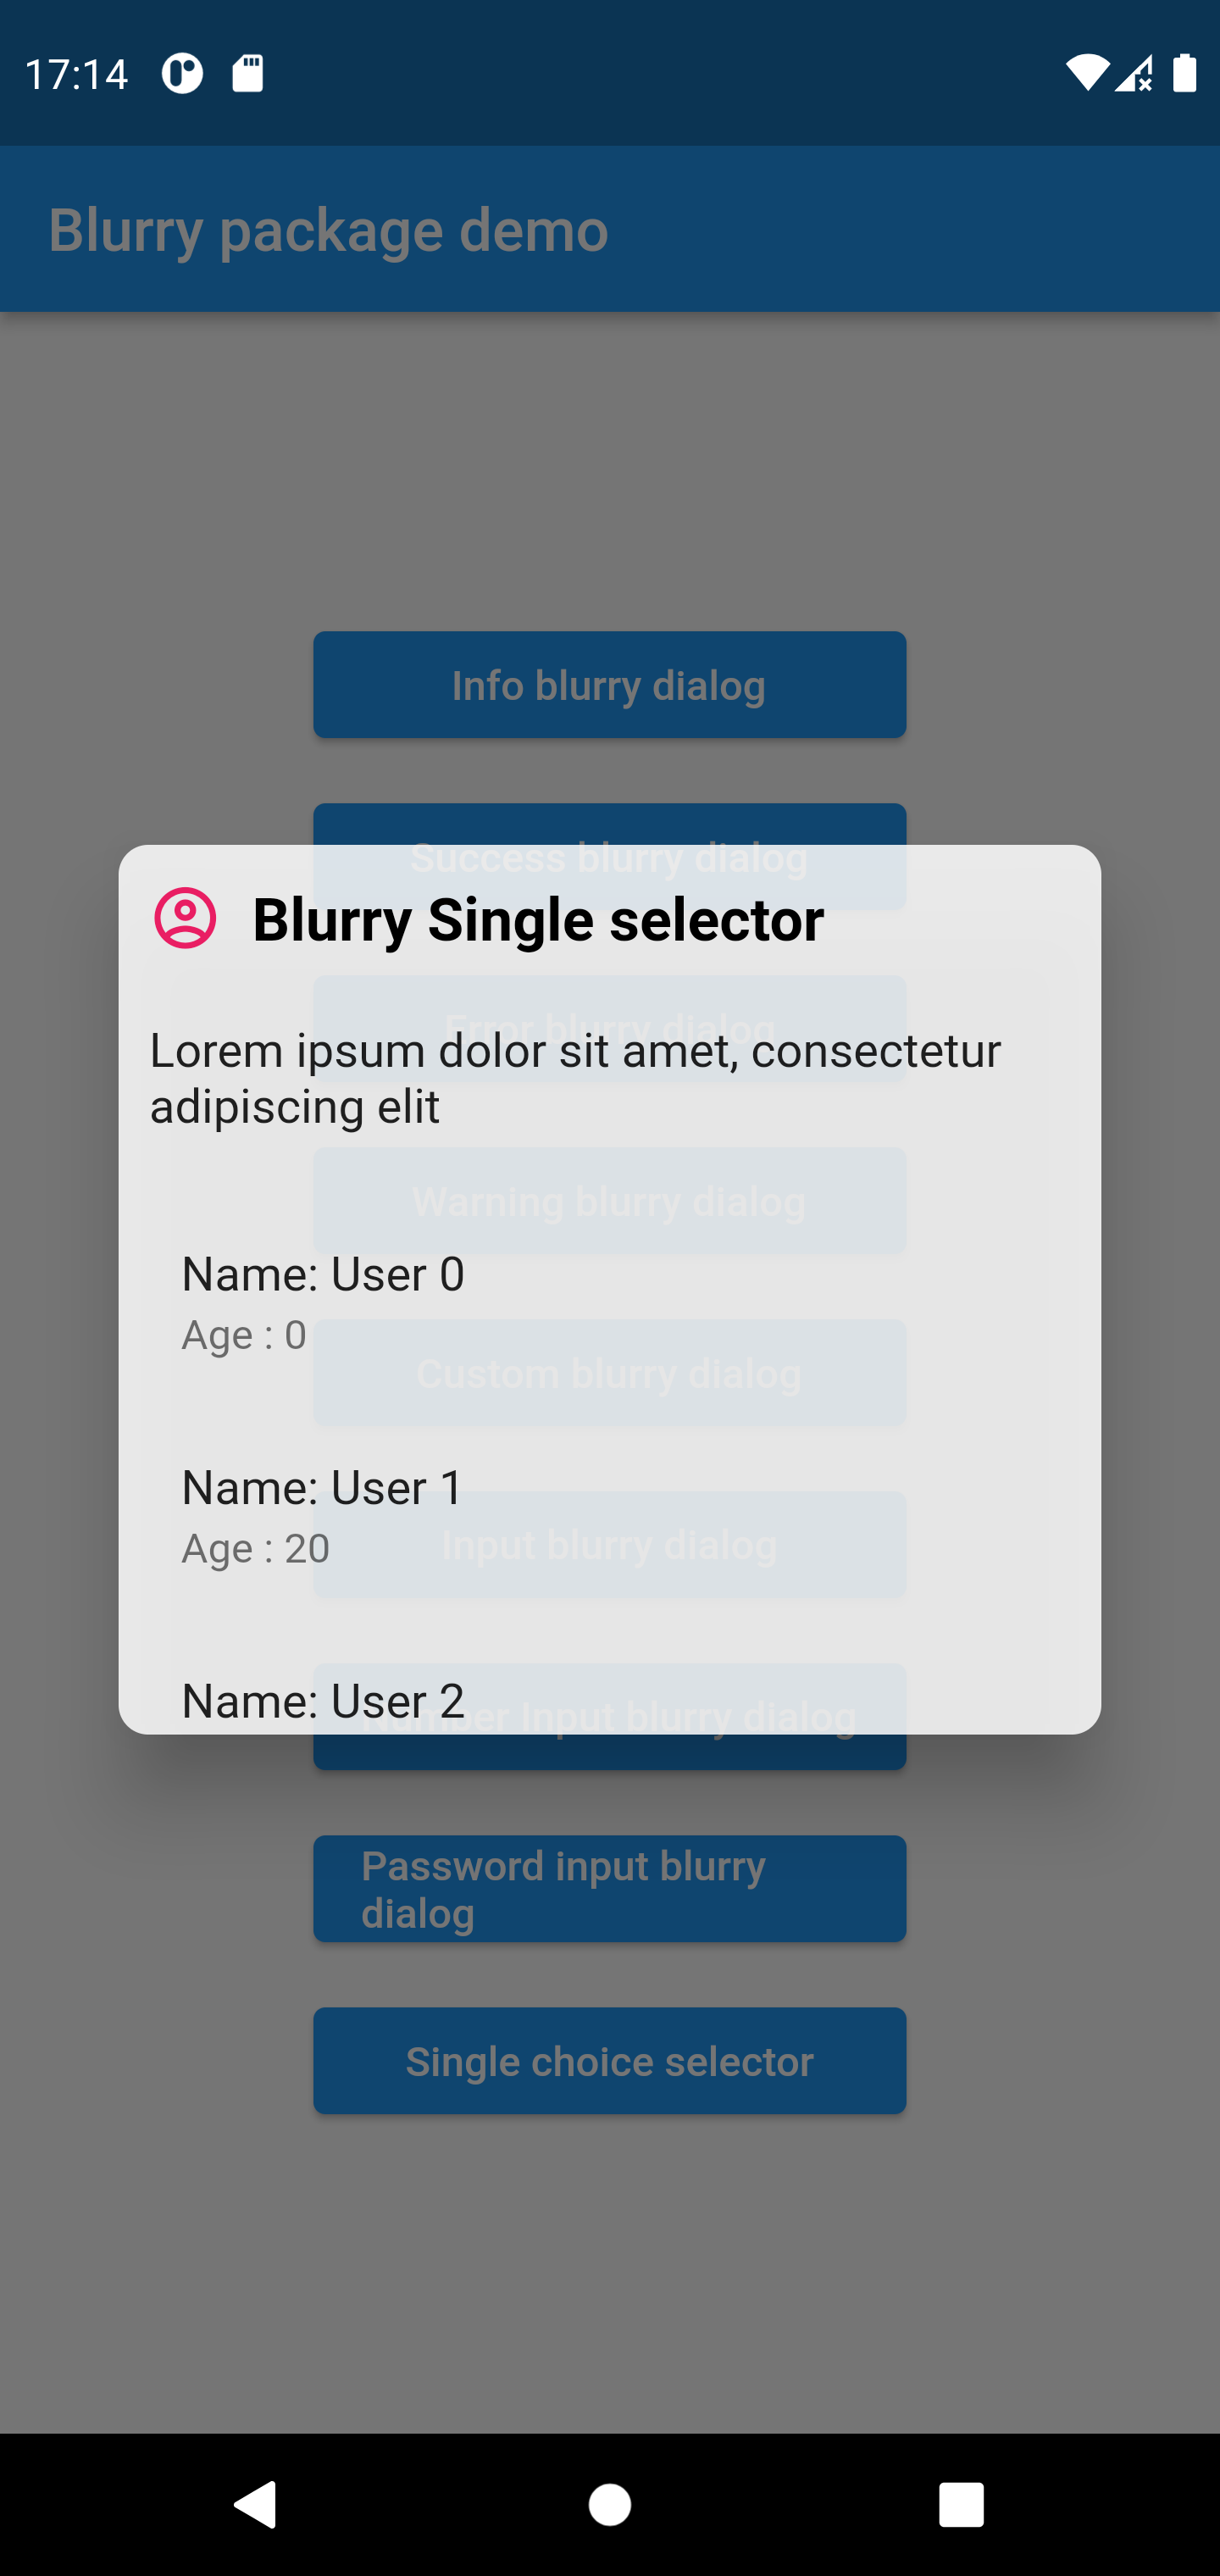 17:14
Blurry package demo
Info blurry dialog
Success blurry dialog
Blurry Single selector
Error blurry dialog
Lorem ipsum dolor sit amet, consectetur
adipiscing elit
Warning blurry dialog
Name: User 0
Age : 0
Custom blurry dialog
Name: User 1
Age : 20
Input blurry dialog
Name: User 2
Number Input blurry dialog
Password input blurry
dialog
Single choice selector